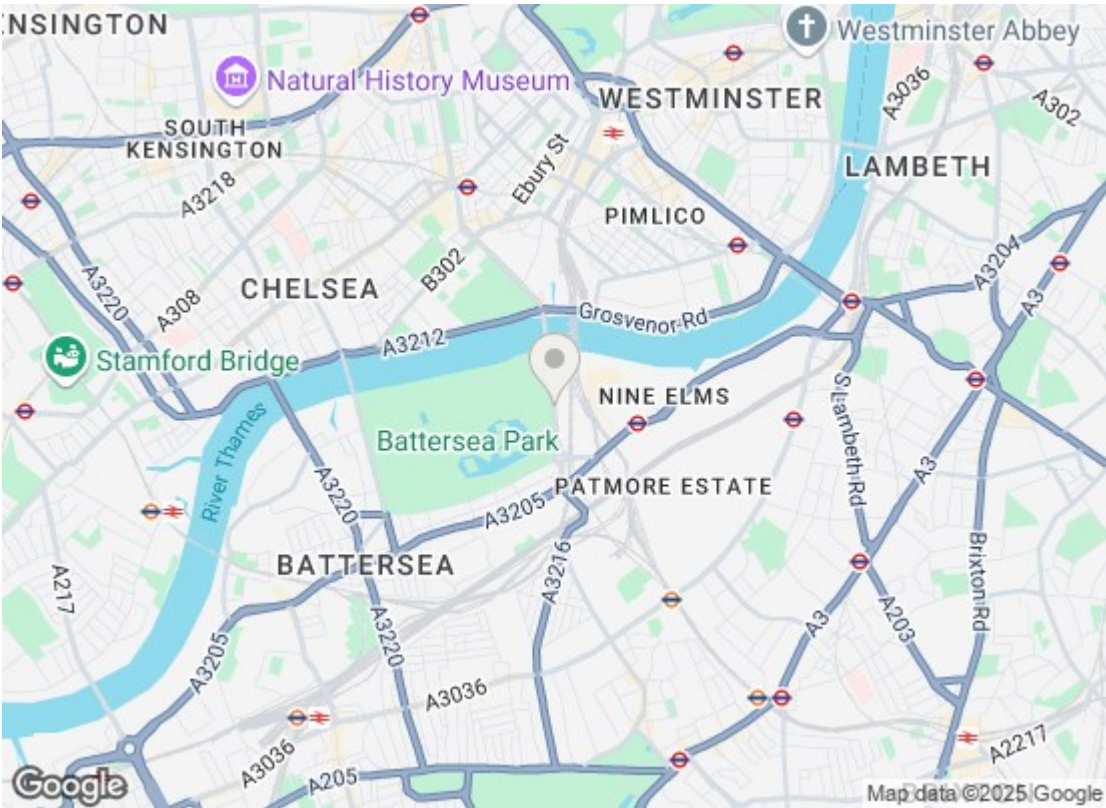 ENSINGTON
Westminster Abbey
Natural History Museum
A3036
WESTMINSTER
A302
SOUTH
KENSINGTON
Ebury St
LAMBETH
A3218
PIMLICO
B302
A3204
A3220
CHELSEA
A308
A3
Grosvenor Rd
A3212
Stamford Bridge
NINE ELMS
S Lambeth Rd
River Thames
Battersea Park
A3220
A3
PATMORE ESTATE
A3205
BATTERSEA
A3216
Brixton Rd
A217
A203
A3220
A3
A3205
A3036
A3036
A2217
A205
Google
Map data ©2025 Google